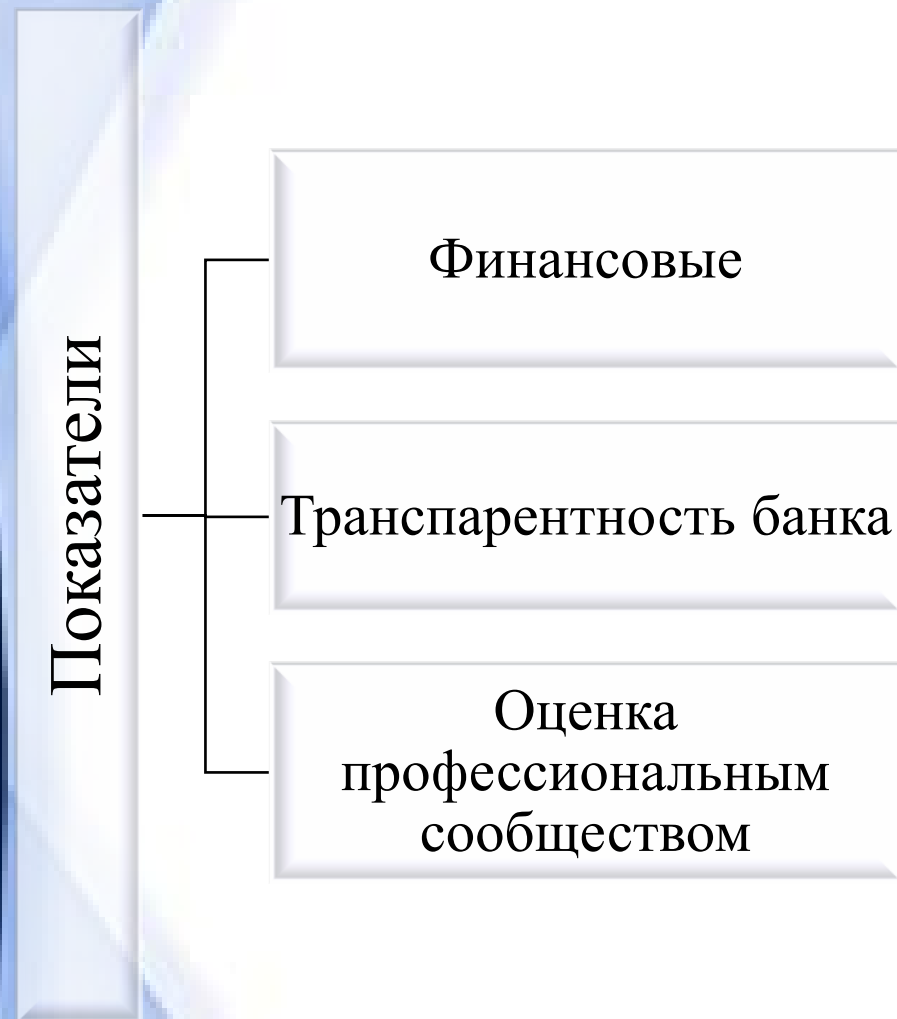 Показатели
Финансовые
Транспарентность банка
Оценка
профессиональным
сообществом